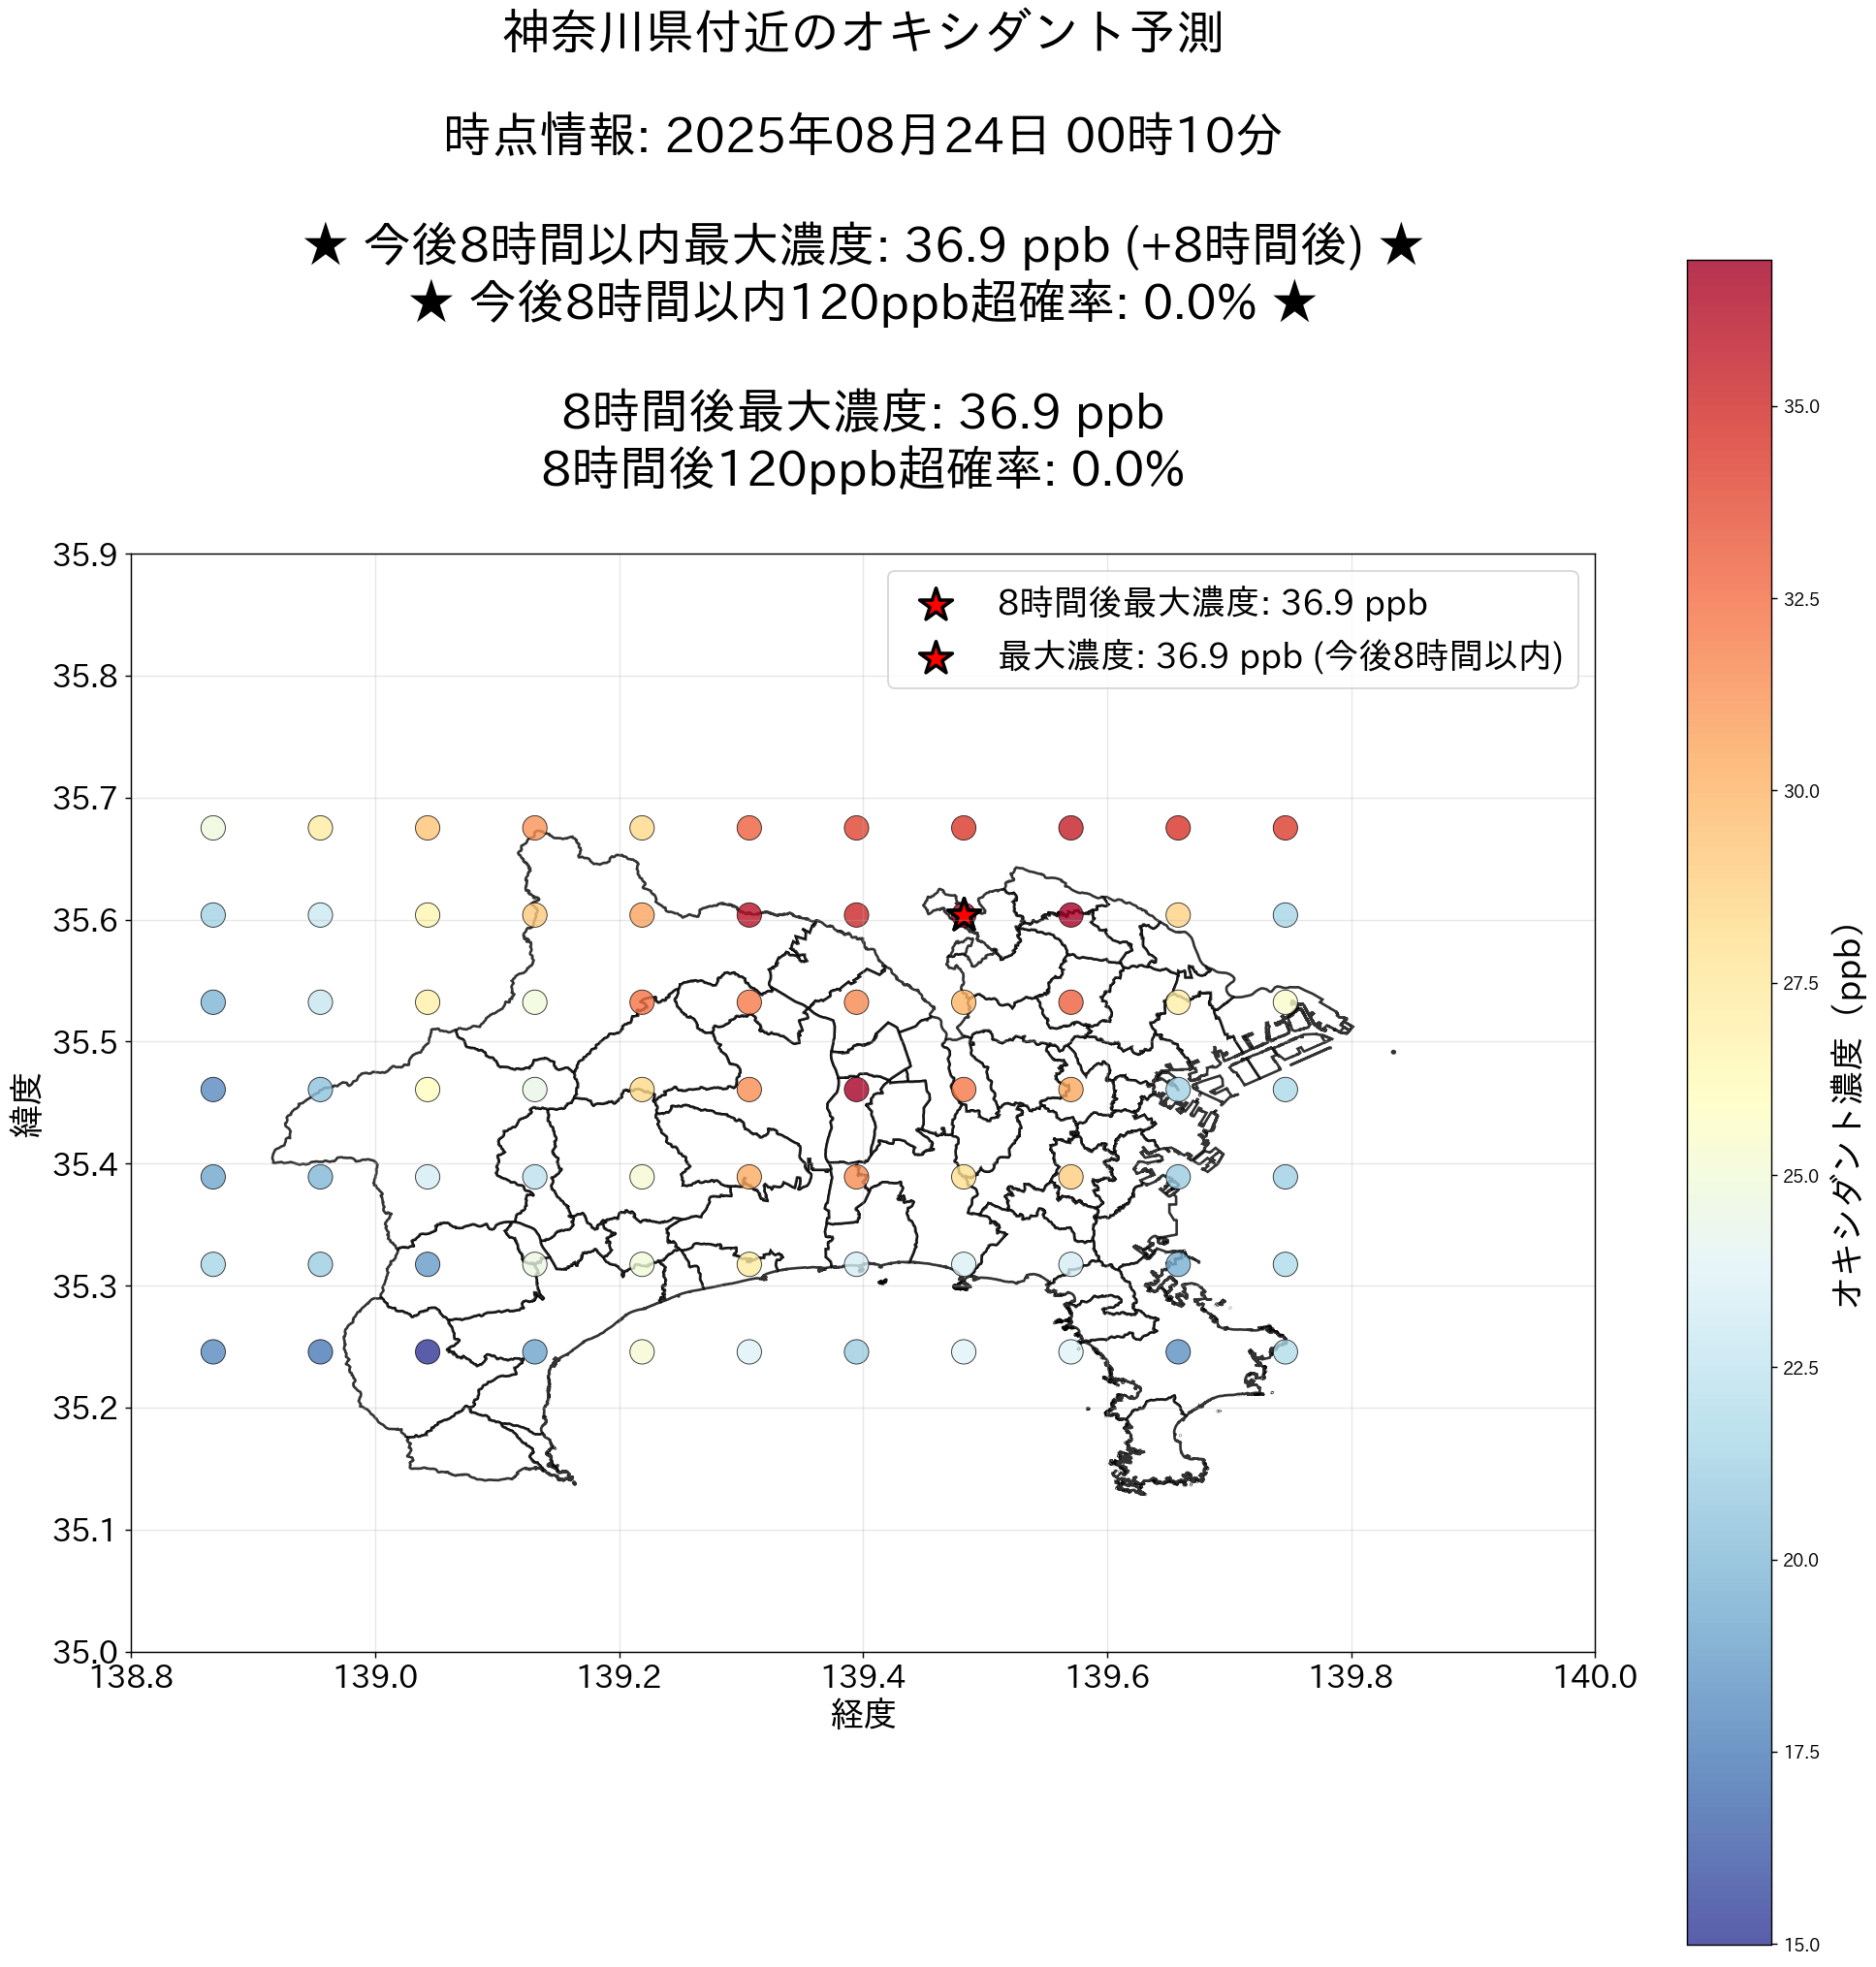 神奈川県付近のオキシダント予測
時点情報: 2025年08月24日 00時10分
★ 今後8時間以内最大濃度: 36.9 ppb (+8時間後) ★
★ 今後8時間以内120ppb超確率: 0.0% ★
8時間後最大濃度: 36.9 ppb
8時間後120ppb超確率: 0.0%
8時間後最大濃度: 36.9 ppb
最大濃度: 36.9 ppb (今後8時間以内)
35.9
35.8
35.7
35.6
35.5
35.4
35.3
35.2
35.1
35.0
緯度
138.8 139.0 139.2 139.4 139.6 139.8 140.0
経度
35.0
32.5
30.0
27.5
25.0
22.5
20.0
17.5
15.0
オキシダント濃度 (ppb)